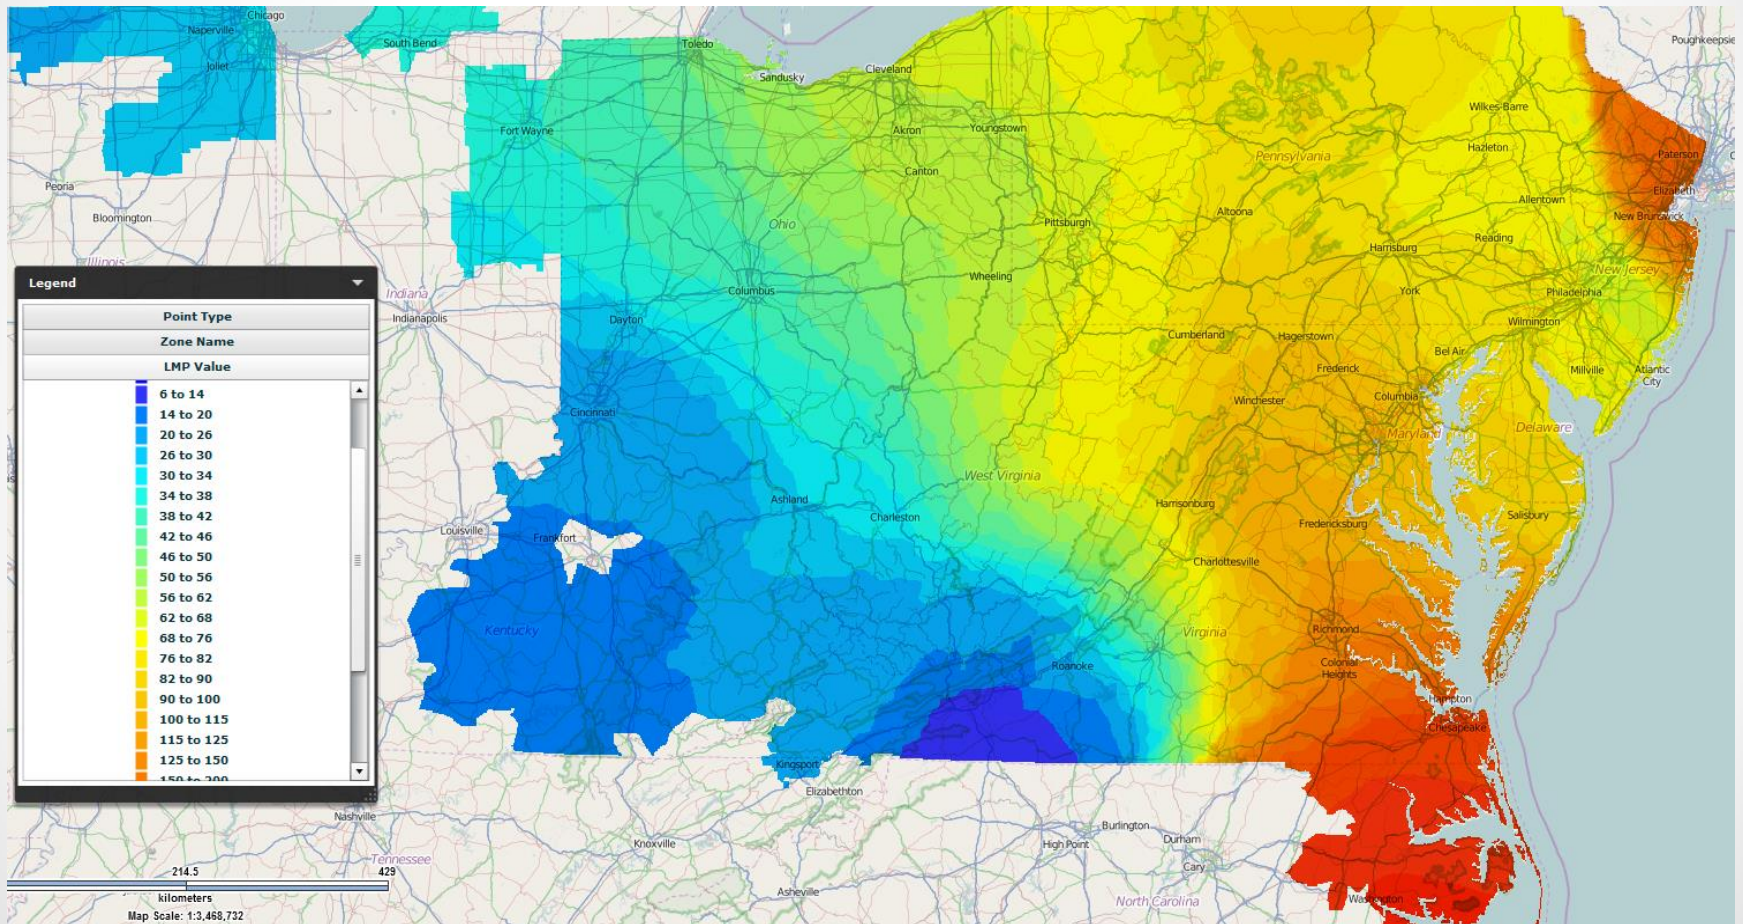 Chicago
Naperville
Joliet
South Bend
Toledo
Sandusky
Cleveland
Poughkeepsie
Fort Wayne
Akron
Youngstown
Wilkes-Barre
Hazleton
Canton
Pennsylvania
Paterson
Peoria
Elizabeth
Bloomington
Ohio
Pittsburgh
Altoona
Allentown
New Brunswick
Harrisburg
Reading
Illinois
Wheeling
New Jersey
Legend
Indiana
Columbus
York
Philadelphia
Point Type
Indianapolis
Dayton
Wilmington
Zone Name
Cumberland
Hagerstown
Bel Air
LMP Value
Frederick
Millville
Atlantic
City
6 to 14
14 to 20
20 to 26
26 to 30
30 to 34
34 to 38
38 to 42
42 to 46
46 to 50
50 to 56
56 to 62
62 to 68
68 to 76
76 to 82
82 to 90
90 to 100
100 to 115
115 to 125
125 to 150
150 to 200
Cincinnati
Winchester
Columbia
Maryland
Delaware
West Virginia
Ashland
Charleston
Harrisonburg
Fredericksburg
Salisbury
Louisville
Frankfort
Charlottesville
Kentucky
Virginia
Richmond
Roanoke
Colonial
Heights
Hampton
Chesapeake
Kingsport
Elizabethton
Nashville
Knoxville
Burlington
High Point
Durham
Cary
Tennessee
Asheville
North Carolina
Washington
214.5
429
kilometers
Map Scale: 1:3,468,732